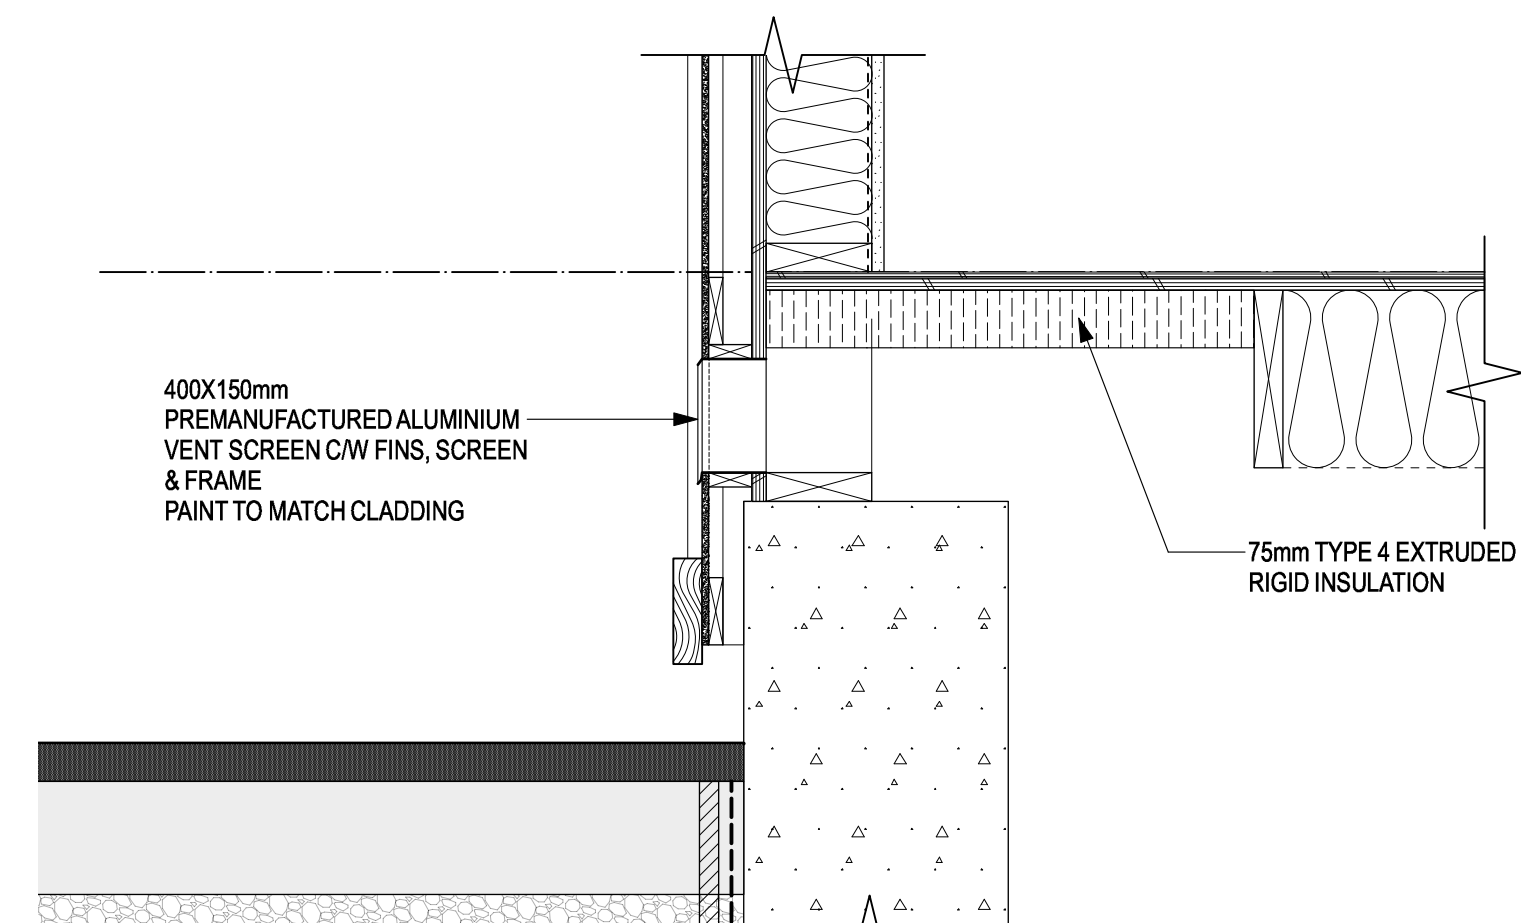 400X150mm
PREMANUFACTURED ALUMINIUM
VENT SCREEN C/W FINS, SCREEN
& FRAME
PAINT TO MATCH CLADDING
75mm TYPE 4 EXTRUDED
RIGID INSULATION